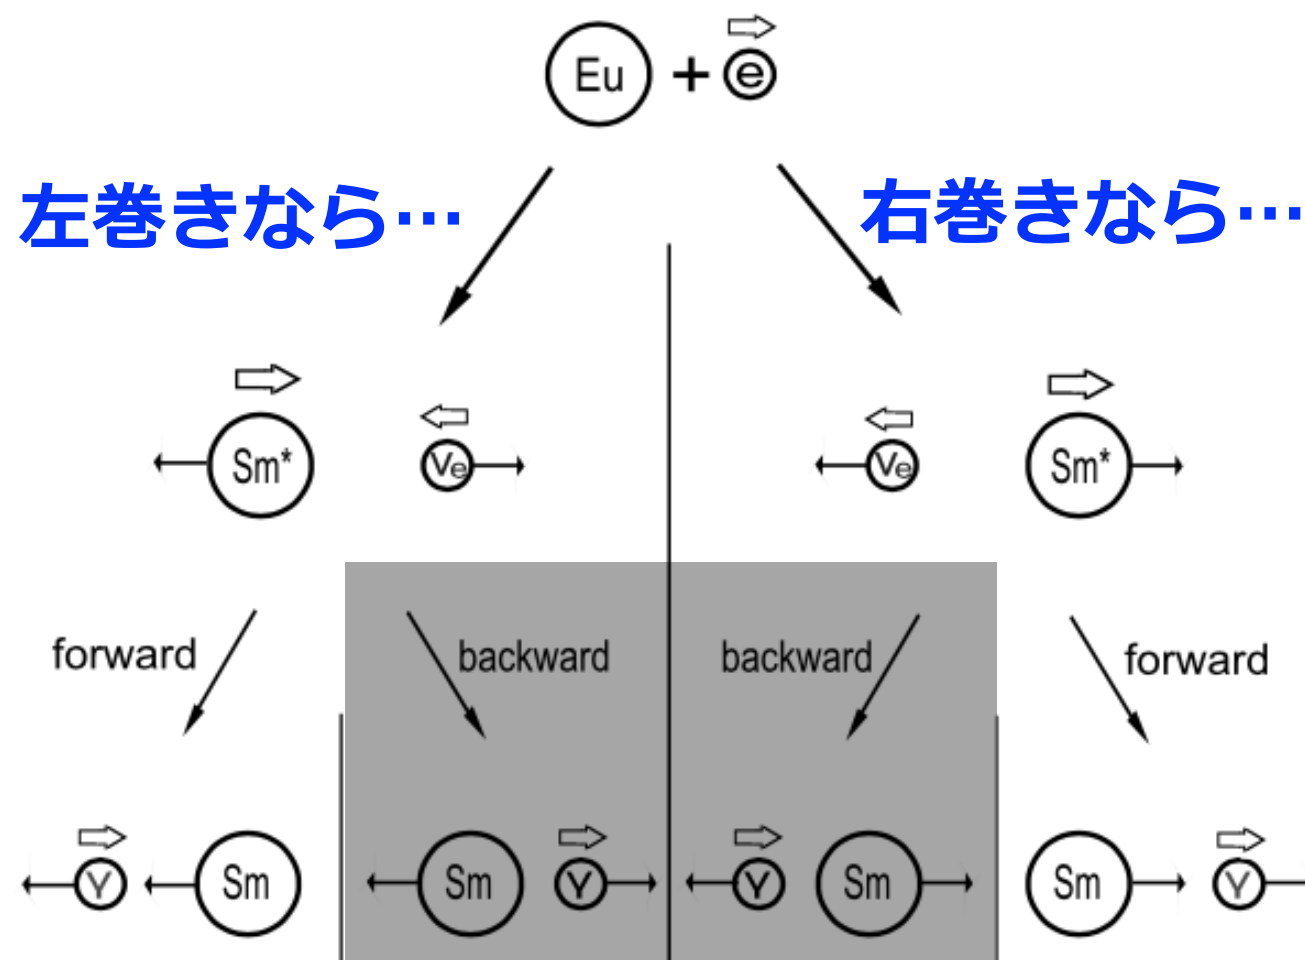 Eu + e
左巻きなら…
右巻きなら…
Sm* Ve
Ve Sm*
forward
backward
backward
forward
γ Sm
Sm γ
γ Sm
Sm γ